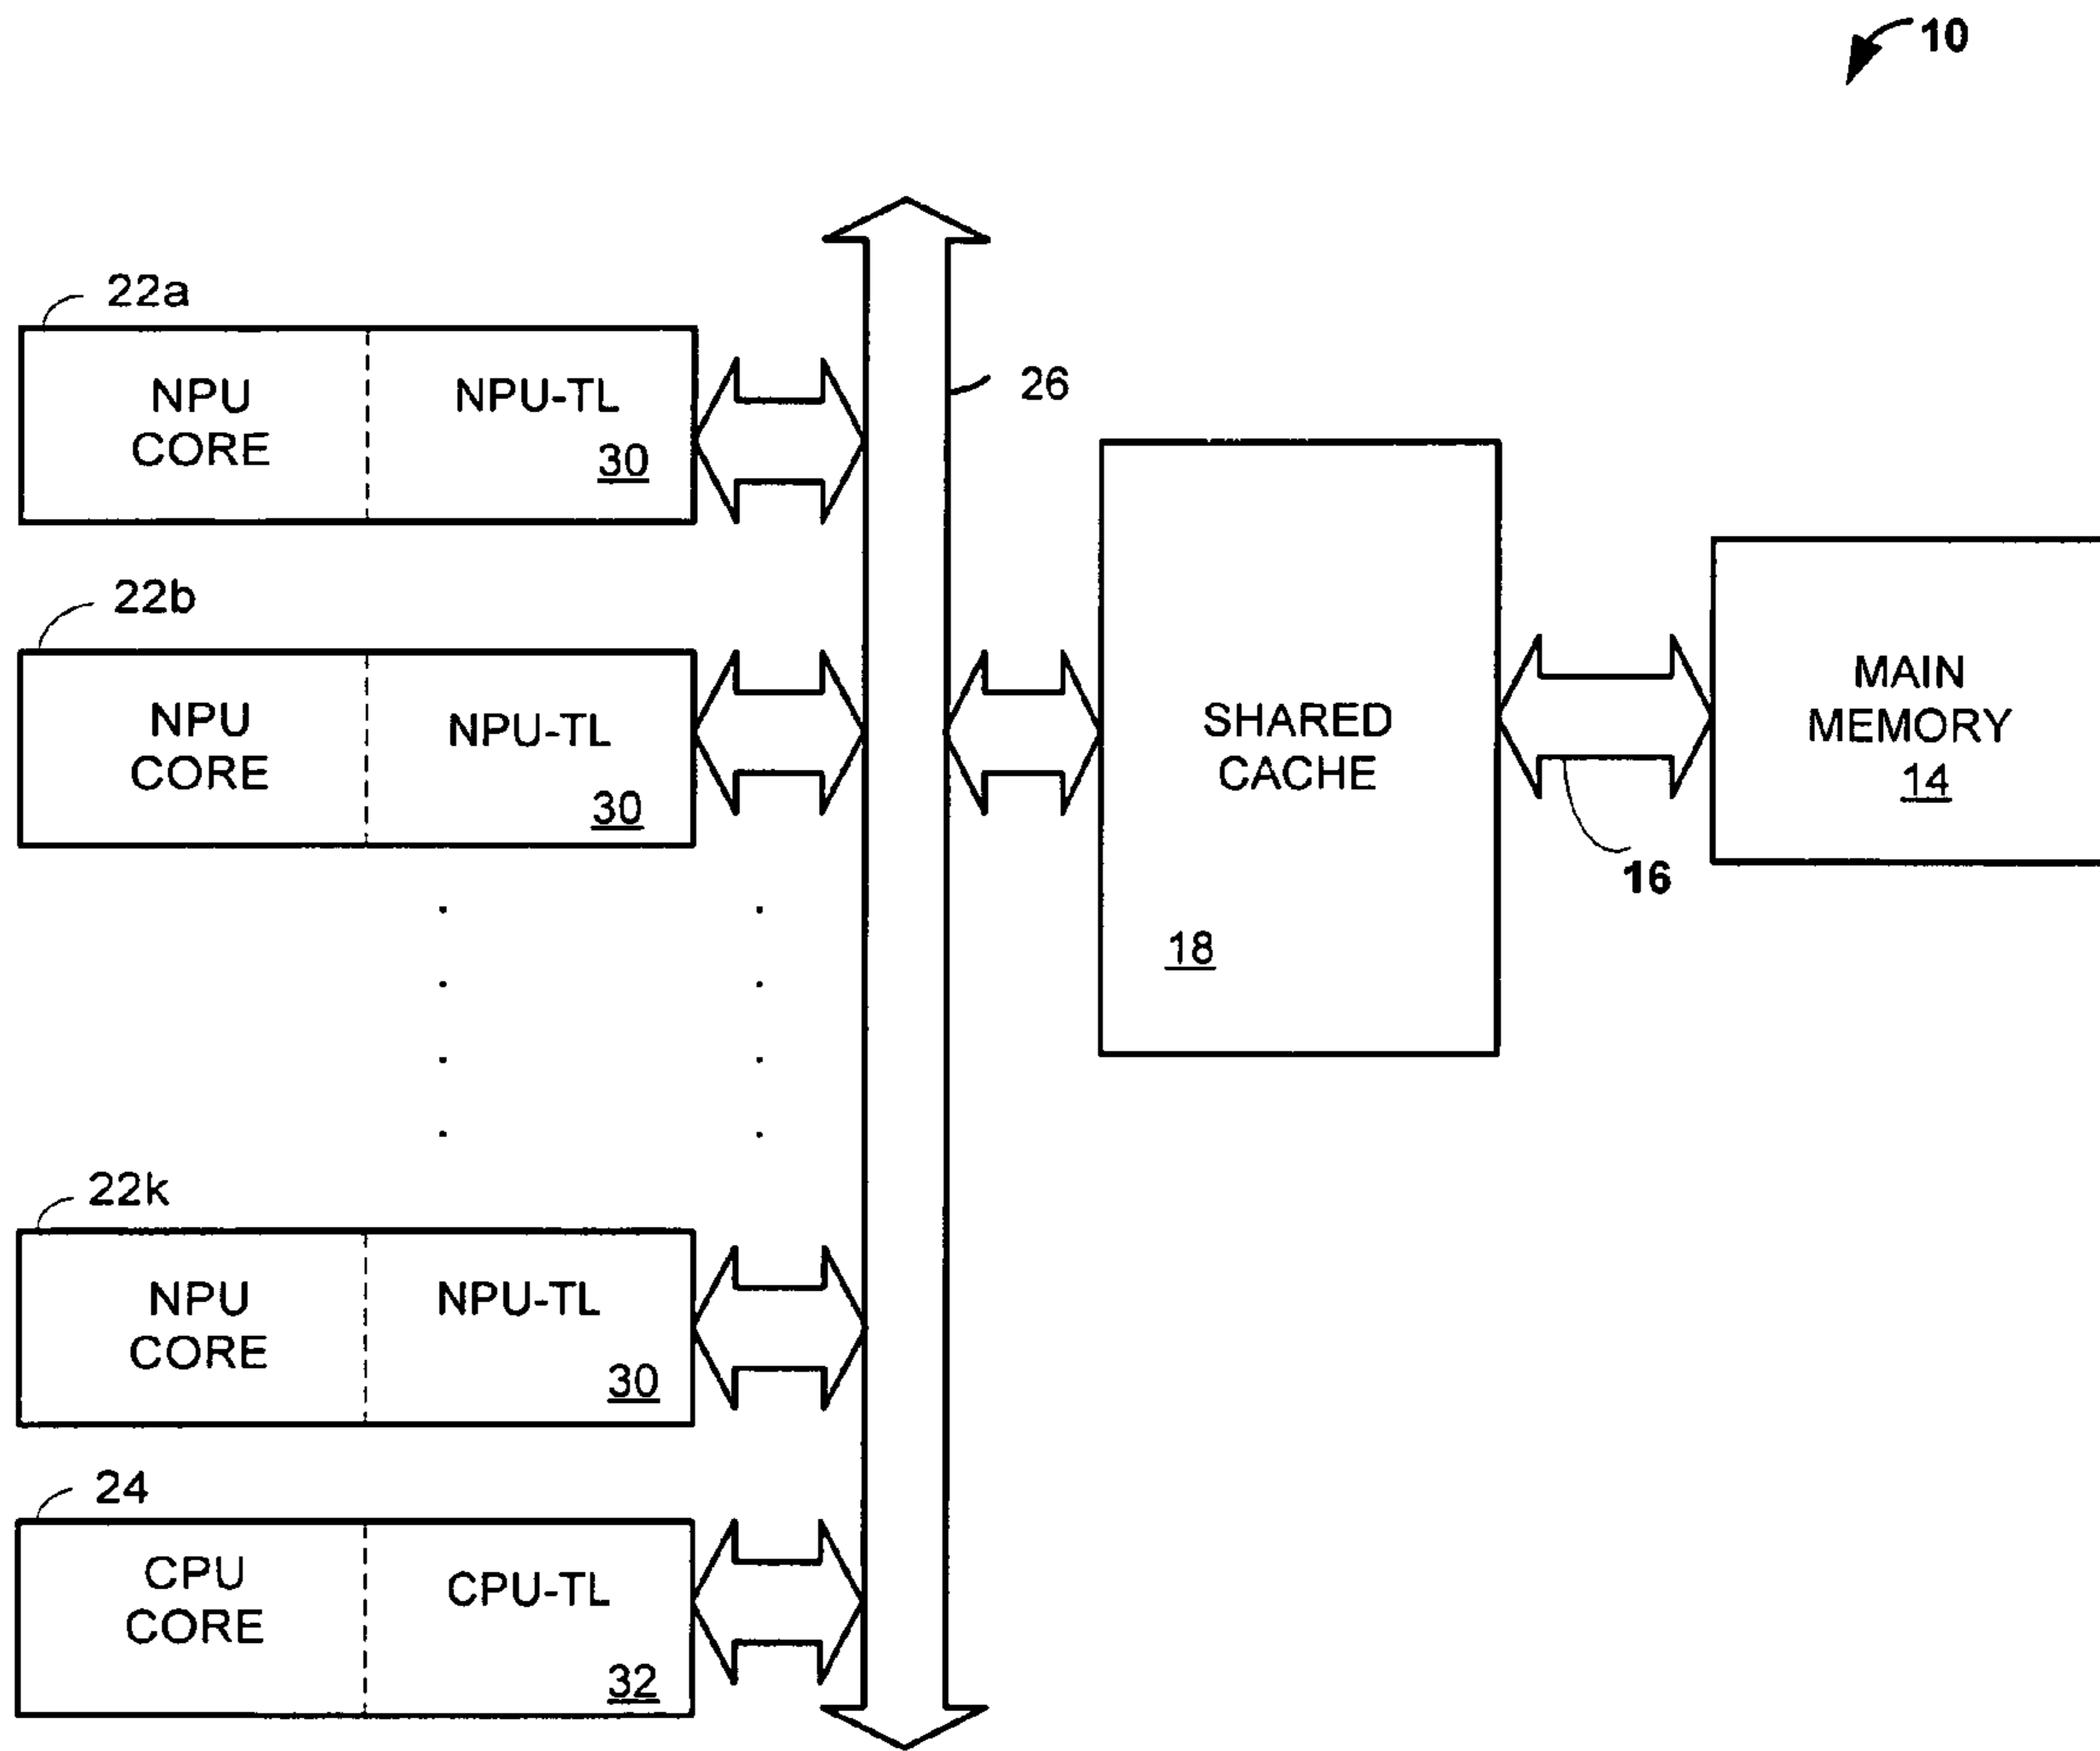 10
22a
NPU
CORE
NPU-TL
30
26
22b
NPU
CORE
NPU-TL
30
SHARED
CACHE
18
MAIN
MEMORY
14
16
22k
NPU
CORE
NPU-TL
30
24
CPU
CORE
CPU-TL
32